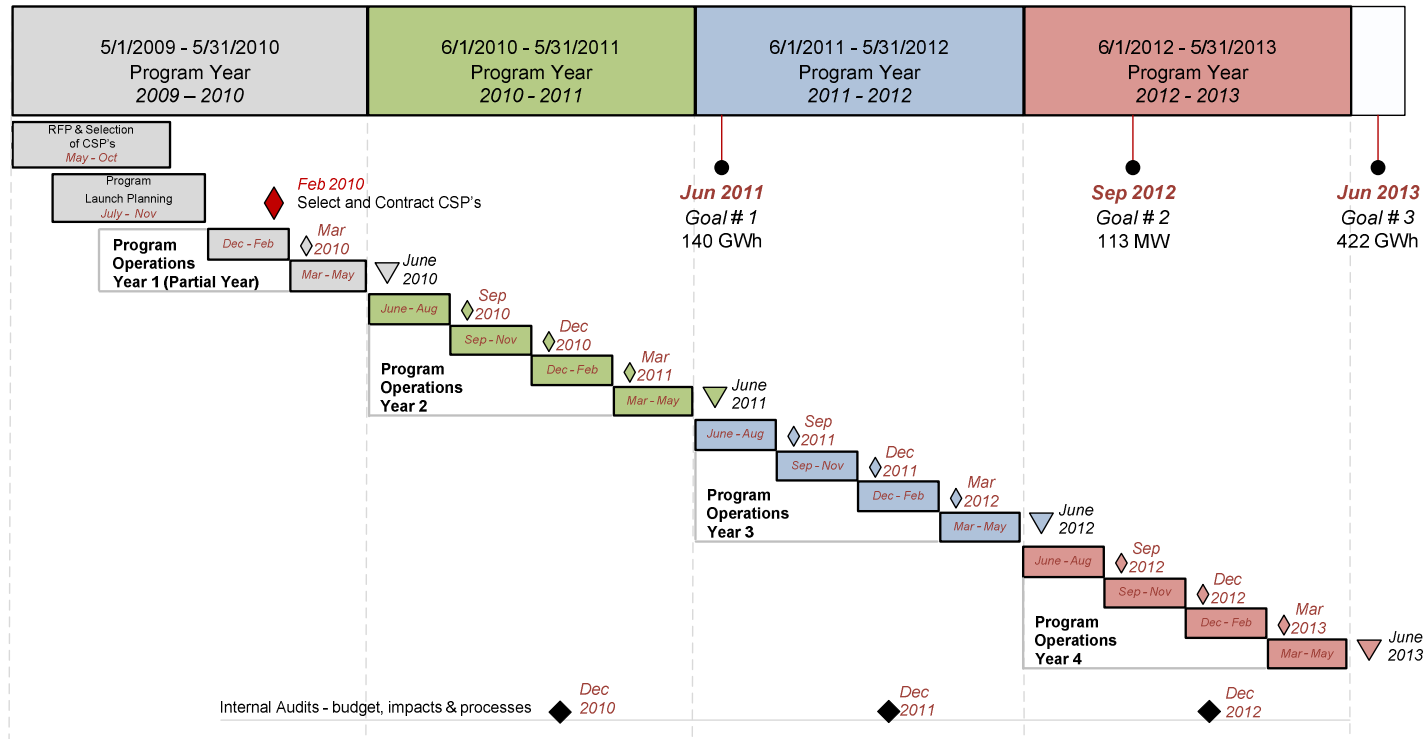 5/1/2009 - 5/31/2010
Program Year
2009 – 2010
6/1/2010 - 5/31/2011
Program Year
2010 - 2011
6/1/2011 - 5/31/2012
Program Year
2011 - 2012
6/1/2012 - 5/31/2013
Program Year
2012 - 2013
RFP & Selection
of CSP's
May - Oct
Program
Launch Planning
July - Nov
Feb 2010
Select and Contract CSP's
Jun 2011
Goal # 1
140 GWh
Sep 2012
Goal # 2
113 MW
Jun 2013
Goal # 3
422 GWh
Program
Operations
Year 1 (Partial Year)
Dec - Feb
Mar
2010
Mar - May
June
2010
June - Aug
Sep
2010
Sep - Nov
Dec
2010
Dec - Feb
Mar
2011
Mar - May
June
2011
Program
Operations
Year 2
June - Aug
Sep
2011
Sep - Nov
Dec
2011
Dec - Feb
Mar
2012
Mar - May
June
2012
Program
Operations
Year 3
June - Aug
Sep
2012
Sep - Nov
Dec
2012
Dec - Feb
Mar
2013
Mar - May
June
2013
Program
Operations
Year 4
Internal Audits - budget, impacts & processes
Dec
2010
Dec
2011
Dec
2012